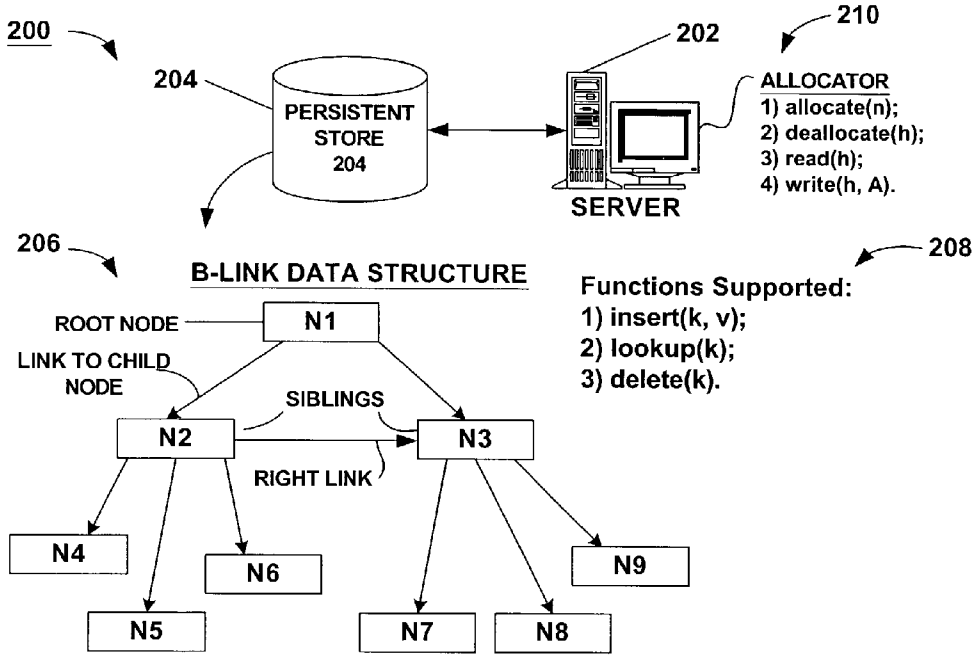 200
204
PERSISTENT
STORE
204
202
SERVER
210
ALLOCATOR
1) allocate(n);
2) deallocate(h);
3) read(h);
4) write(h, A).
206
B-LINK DATA STRUCTURE
208
Functions Supported:
1) insert(k, v);
2) lookup(k);
3) delete(k).
ROOT NODE
N1
LINK TO CHILD
NODE
SIBLINGS
N2
N3
RIGHT LINK
N4
N5
N6
N7
N8
N9